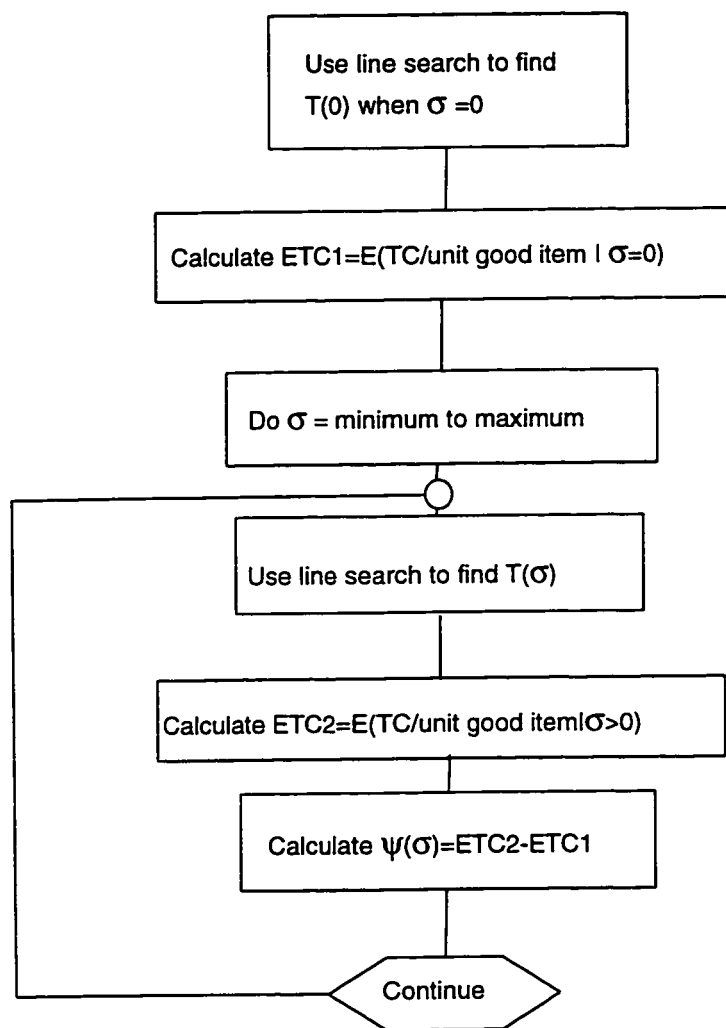 Use line search to find
T(0) when σ =0
Calculate ETC1=E(TC/unit good item | σ=0)
Do σ = minimum to maximum
Use line search to find T(σ)
Calculate ETC2=E(TC/unit good item|σ>0)
Calculate ψ(σ)=ETC2-ETC1
Continue